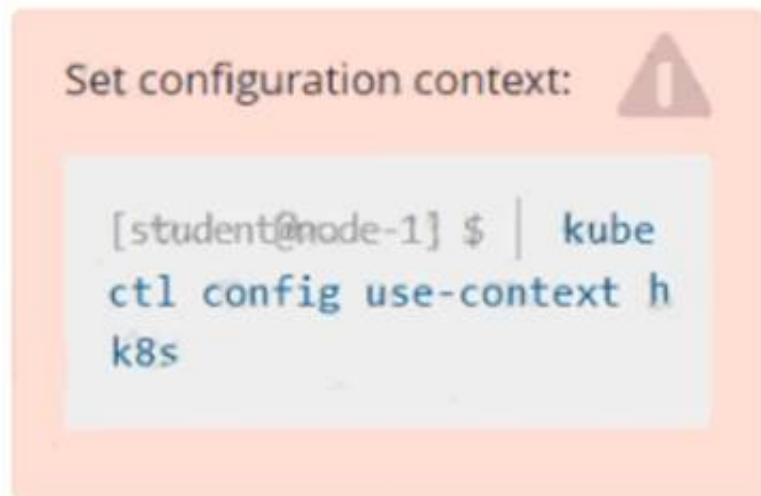 Set configuration context:
[student@node-1] $ | kube
ctl config use-context h
k8s